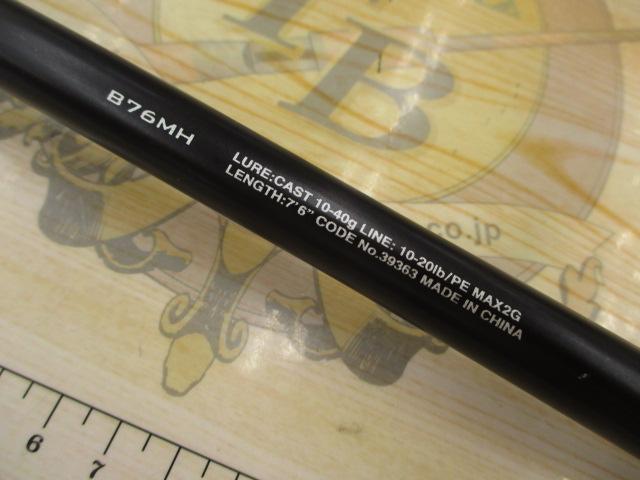 TB
B76MH
LURE:CAST 10-40g LINE: 10-20lb/PE MAX2G
LENGTH:7'6" CODE No.39363 MADE IN CHINA
.co.jp
6
7